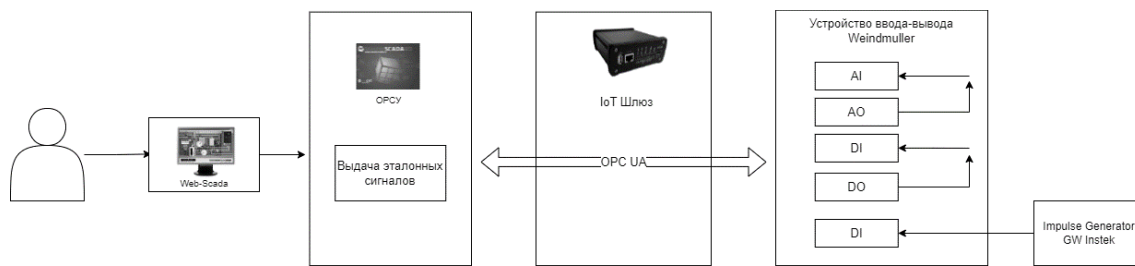 Web-Scada
SCADA
ОРСУ
Выдача эталонных
сигналов
IoT Шлюз
OPC UA
Устройство ввода-вывода
Weindmuller
AI
AO
DI
DO
DI
Impulse Generator
GW Instek